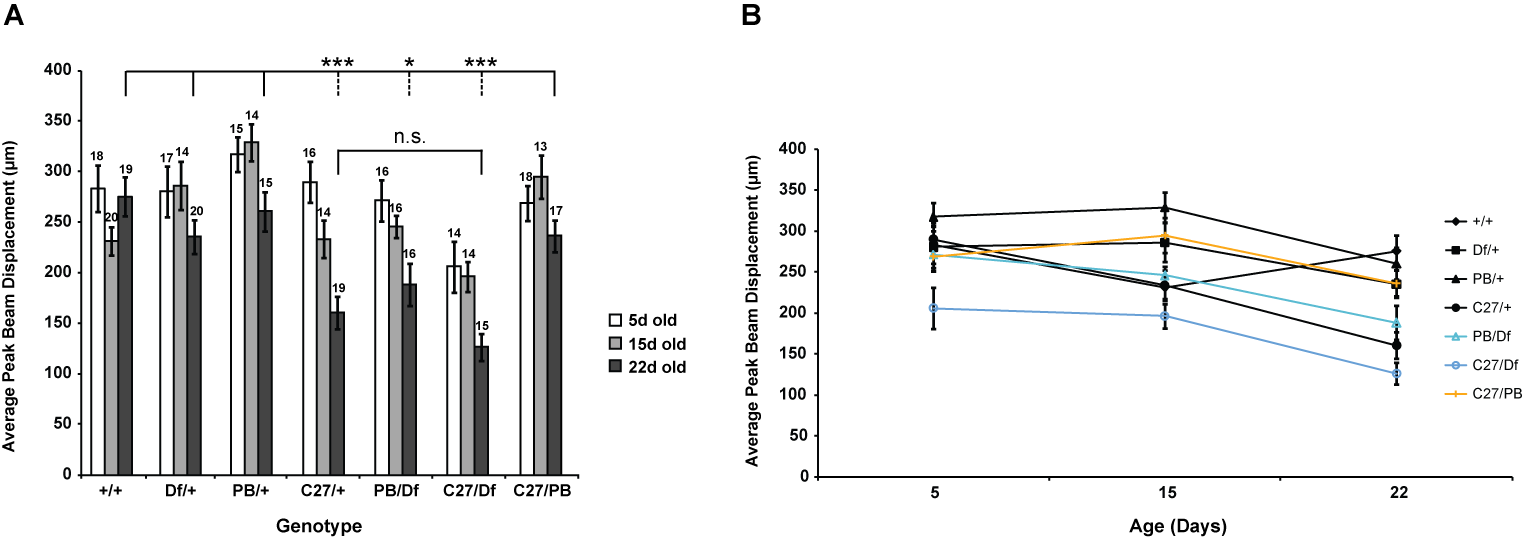 A
Average Peak Beam Displacement (µm)
400
350
300
250
200
150
100
50
0
*** * ***
n.s.
18 20 19
17 14 20
15 14 15
16 14 19
16 16 16
14 14 15
18 13 17
+/+ Df/+ PB/+ C27/+ PB/Df C27/Df C27/PB
Genotype
5d old
15d old
22d old
B
Average Peak Beam Displacement (µm)
400
350
300
250
200
150
100
50
0
5 15 22
Age (Days)
+/+
Df/+
PB/+
C27/+
PB/Df
C27/Df
C27/PB